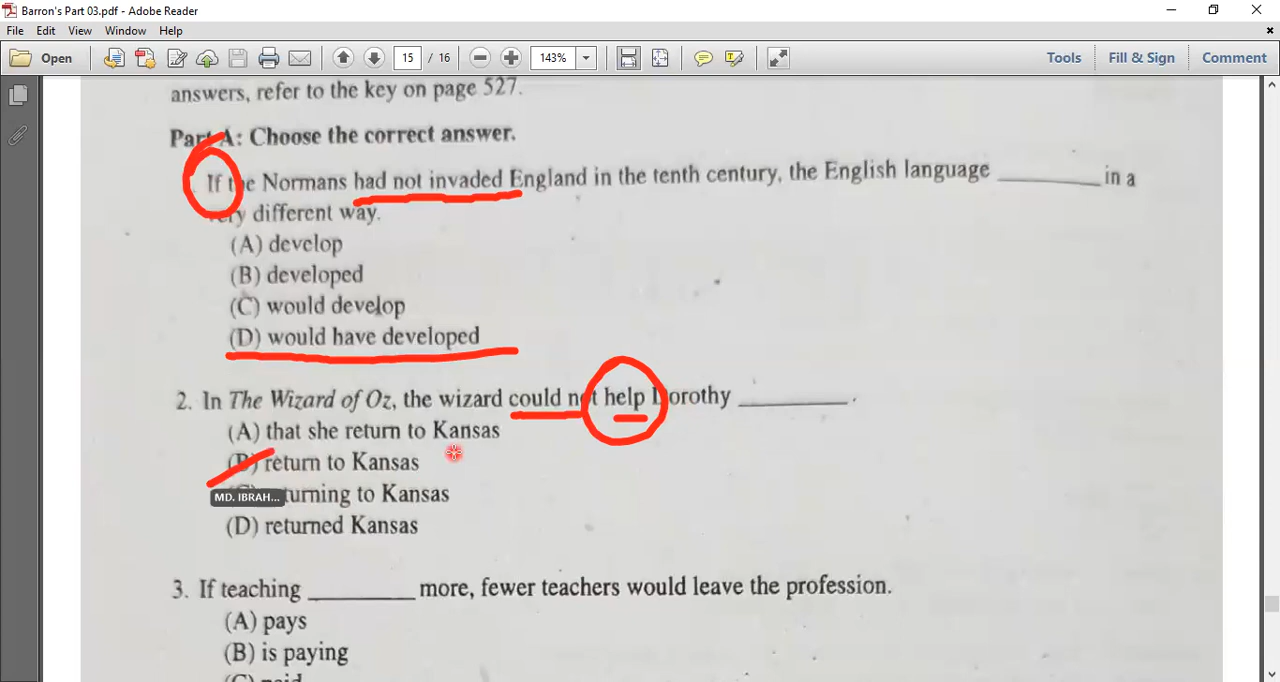 Barron's Part 03.pdf - Adobe Reader
File Edit View Window Help
Open 15 / 16 143% Tools Fill & Sign Comment
answers, refer to the key on page 527.
Part A: Choose the correct answer.
If the Normans had not invaded England in the tenth century, the English language ________ in a
very different way.
(A) develop
(B) developed
(C) would develop
(D) would have developed
2. In The Wizard of Oz, the wizard could not help Dorothy ________.
(A) that she return to Kansas
(B) return to Kansas
MD. IBRAH... turning to Kansas
(D) returned Kansas
3. If teaching ________ more, fewer teachers would leave the profession.
(A) pays
(B) is paying